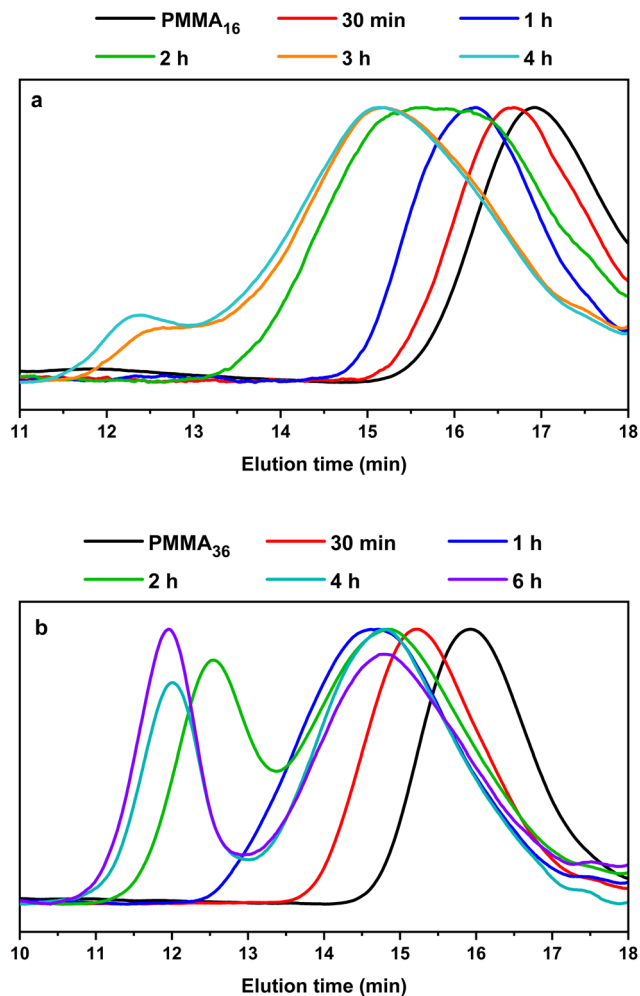 PMMA₁₆ 30 min 1 h
2 h 3 h 4 h
a
11 12 13 14 15 16 17 18
Elution time (min)
PMMA₃₆ 30 min 1 h
2 h 4 h 6 h
b
10 11 12 13 14 15 16 17 18
Elution time (min)